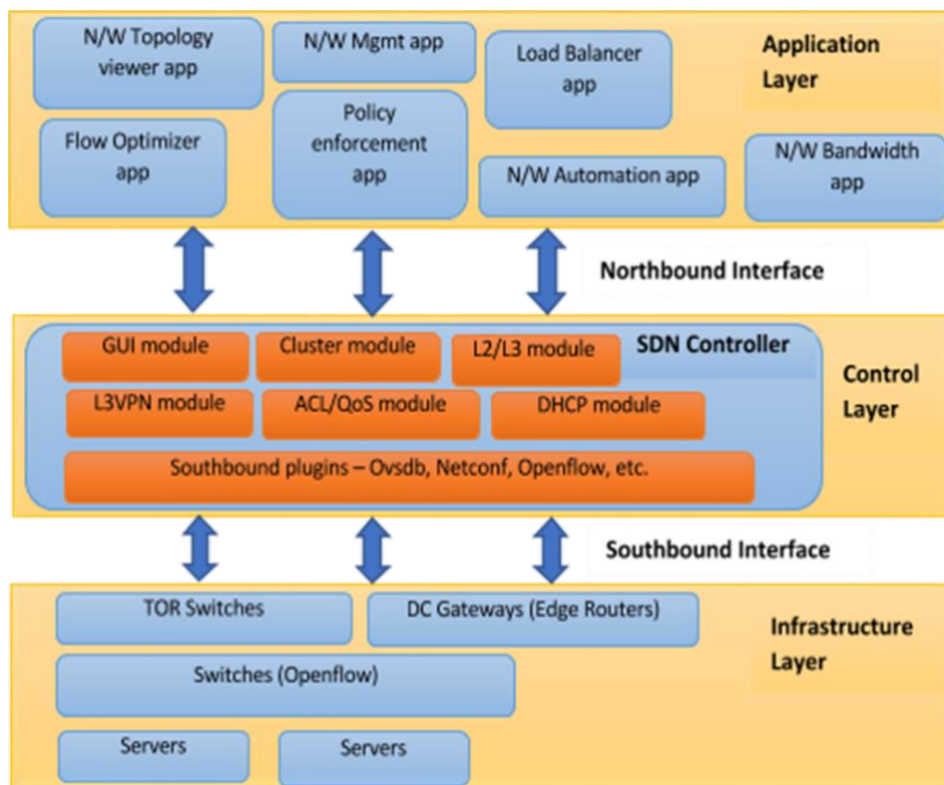 N/W Topology
viewer app
N/W Mgmt app
Load Balancer
app
Application
Layer
Flow Optimizer
app
Policy
enforcement
app
N/W Automation app
N/W Bandwidth
app
Northbound Interface
GUI module
Cluster module
L2/L3 module
SDN Controller
Control
Layer
L3VPN module
ACL/QoS module
DHCP module
Southbound plugins – Ovsdb, Netconf, Openflow, etc.
Southbound Interface
TOR Switches
DC Gateways (Edge Routers)
Infrastructure
Layer
Switches (Openflow)
Servers
Servers